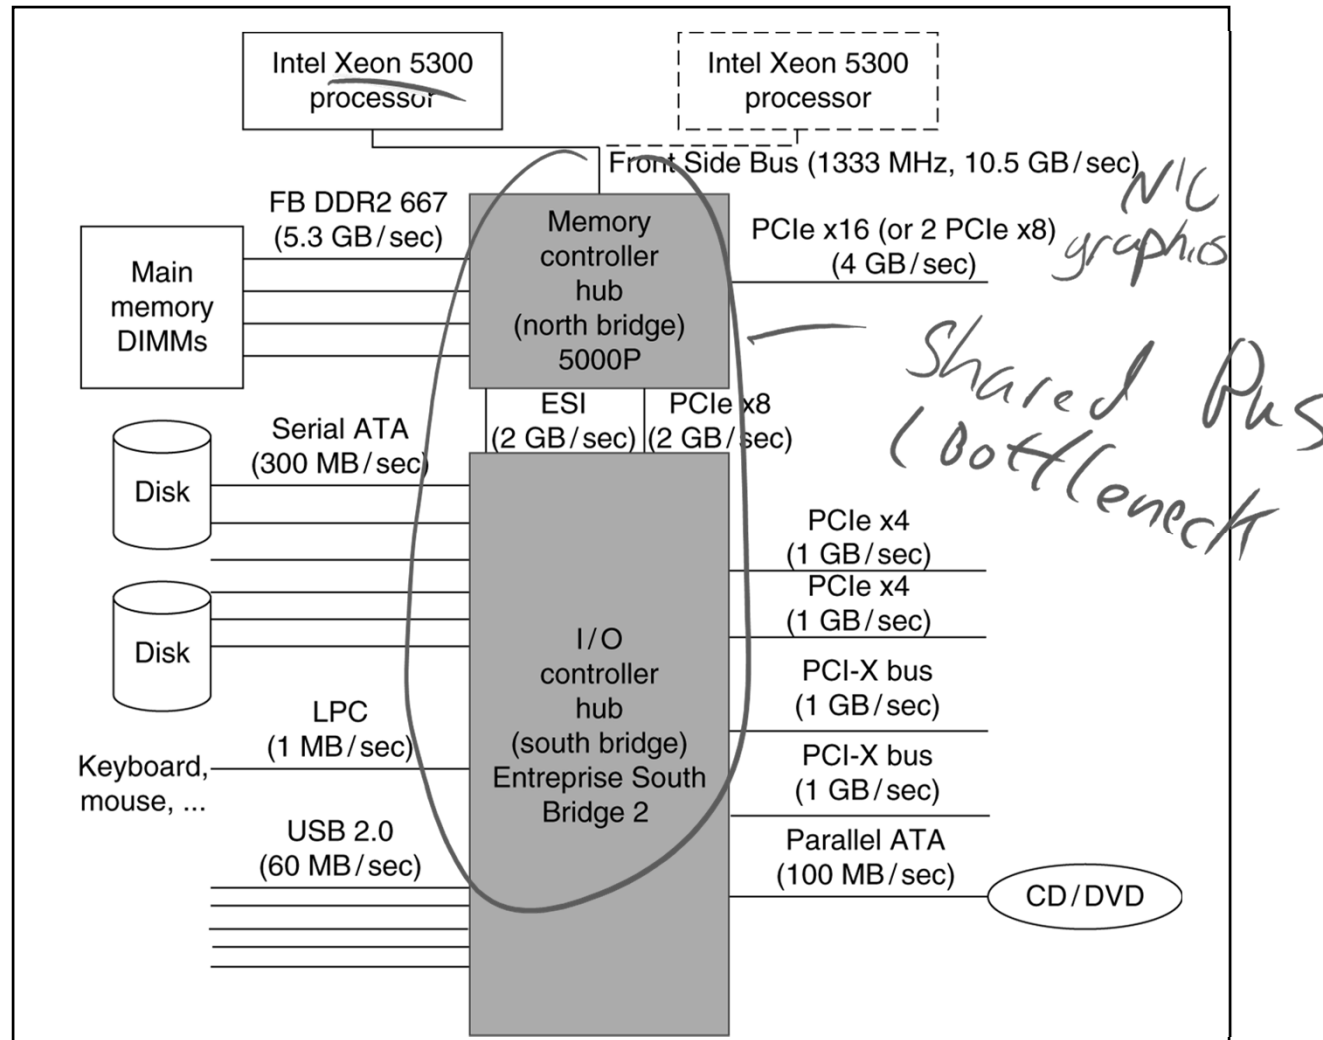 Intel Xeon 5300
processor
Intel Xeon 5300
processor
Front Side Bus (1333 MHz, 10.5 GB/sec)
NIC
graphics
FB DDR2 667
(5.3 GB/sec)
Main
memory
DIMMs
Memory
controller
hub
(north bridge)
5000P
PCIe x16 (or 2 PCIe x8)
(4 GB/sec)
Shared Bus
(Bottleneck
ESI
(2 GB/sec)
PCIe x8
(2 GB/sec)
Serial ATA
(300 MB/sec)
Disk
Disk
PCIe x4
(1 GB/sec)
PCIe x4
(1 GB/sec)
I/O
controller
hub
(south bridge)
Entreprise South
Bridge 2
PCI-X bus
(1 GB/sec)
PCI-X bus
(1 GB/sec)
LPC
(1 MB/sec)
Keyboard,
mouse, ...
USB 2.0
(60 MB/sec)
Parallel ATA
(100 MB/sec)
CD/DVD